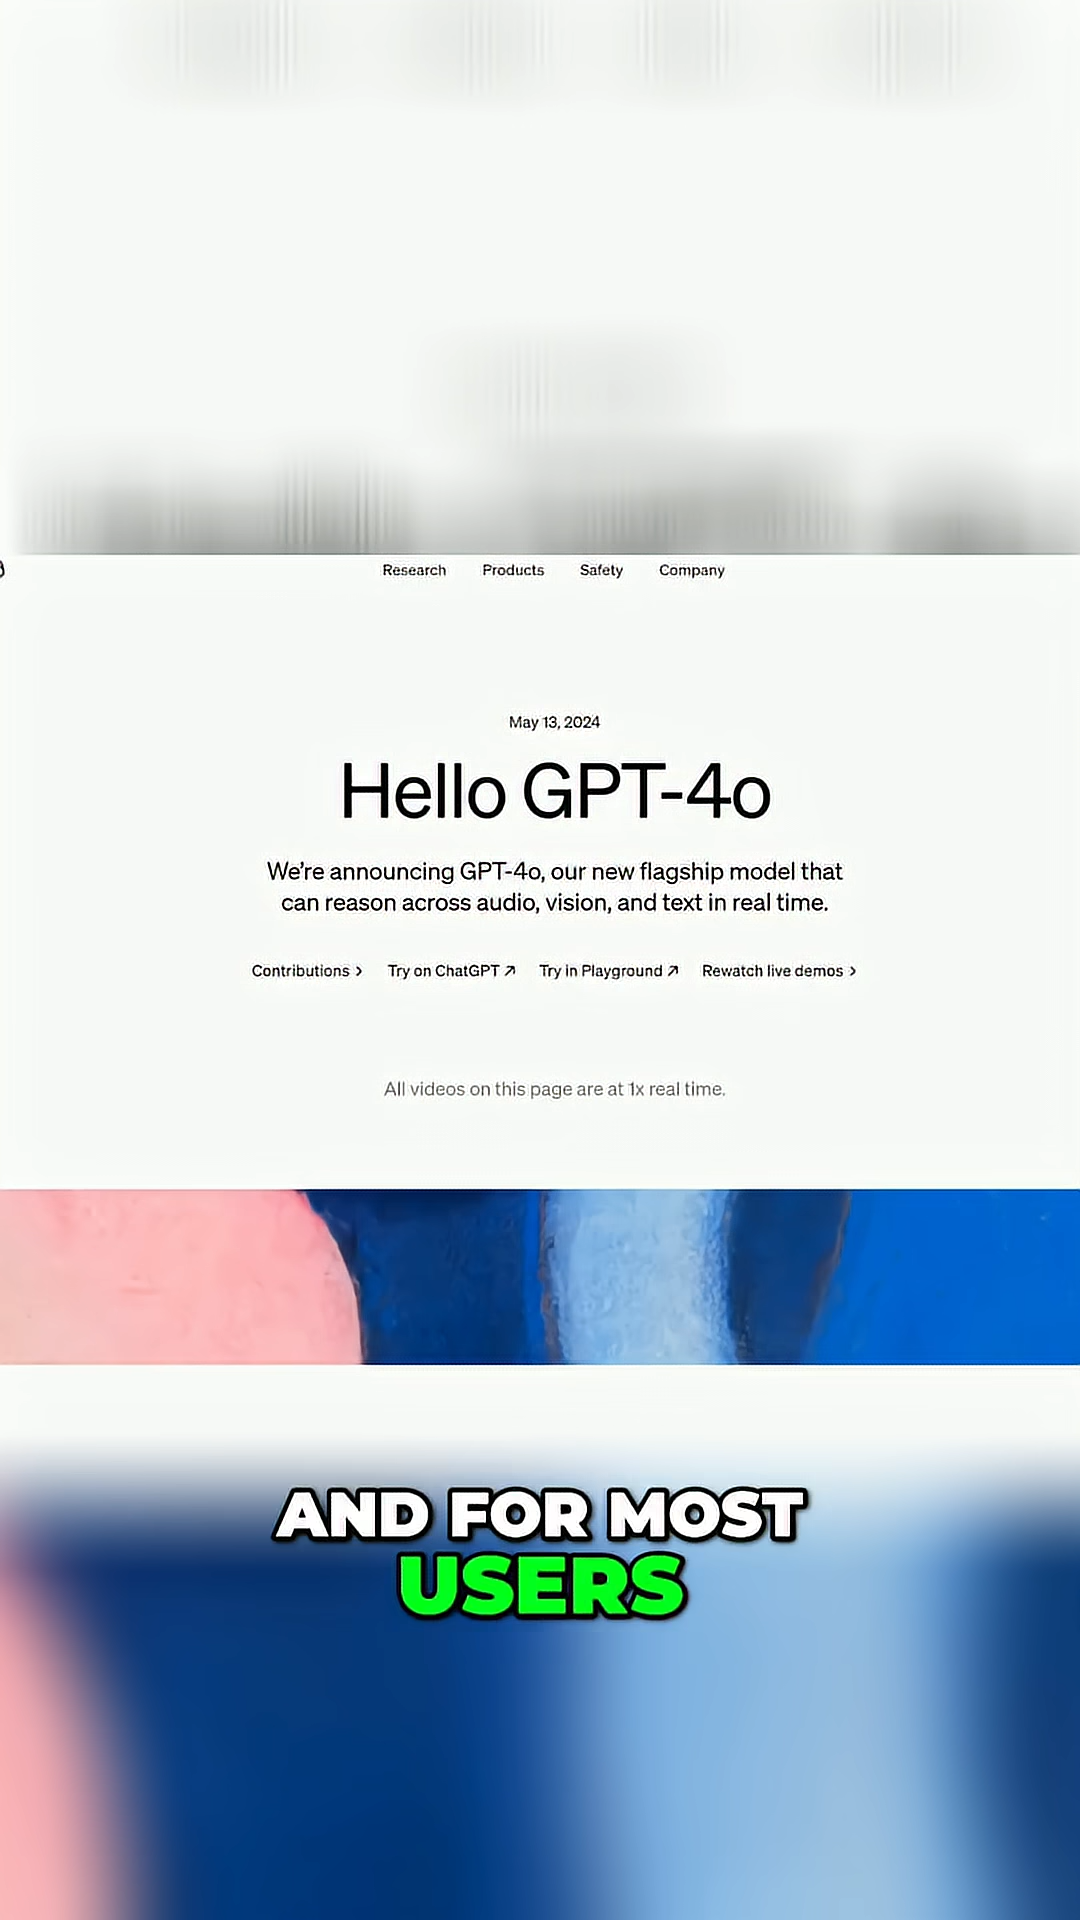 Research Products Safety Company
May 13, 2024
Hello GPT-4o
We're announcing GPT-4o, our new flagship model that
can reason across audio, vision, and text in real time.
Contributions › Try on ChatGPT ↗ Try in Playground ↗ Rewatch live demos ›
All videos on this page are at 1x real time.
AND FOR MOST
USERS